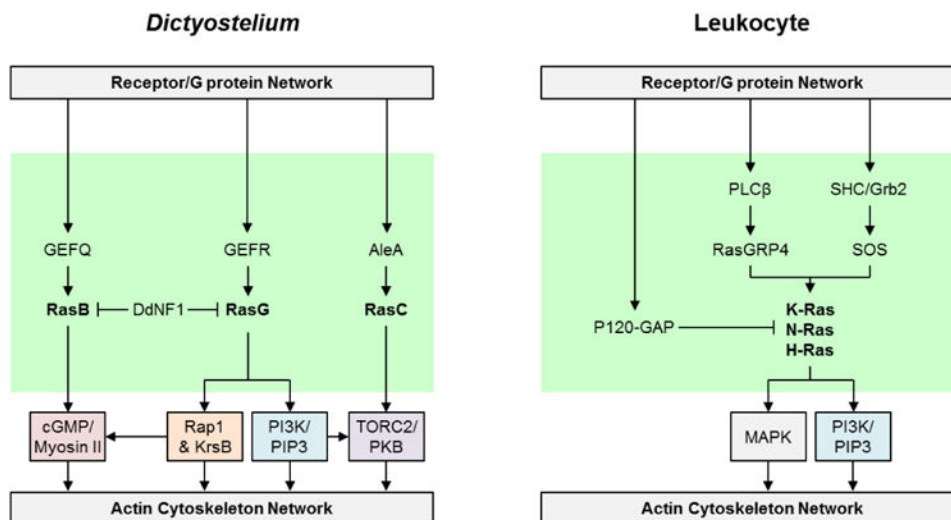 Dictyostelium
Leukocyte
Receptor/G protein Network
Receptor/G protein Network
PLCβ
SHC/Grb2
GEFQ
GEFR
AleA
RasGRP4
SOS
RasB
DdNF1
RasG
RasC
P120-GAP
K-Ras
N-Ras
H-Ras
cGMP/
Myosin II
Rap1
& KrsB
PI3K/
PIP3
TORC2/
PKB
MAPK
PI3K/
PIP3
Actin Cytoskeleton Network
Actin Cytoskeleton Network